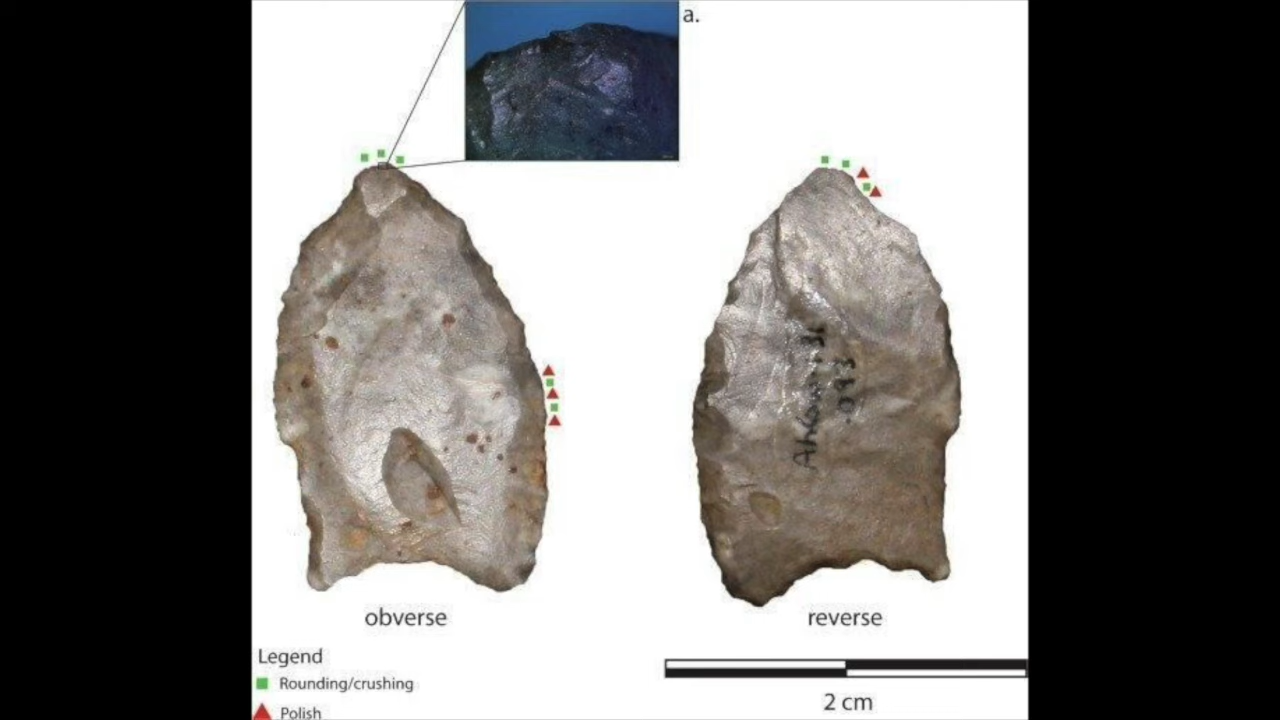 a.
obverse
reverse
Legend
Rounding/crushing
Polish
2 cm